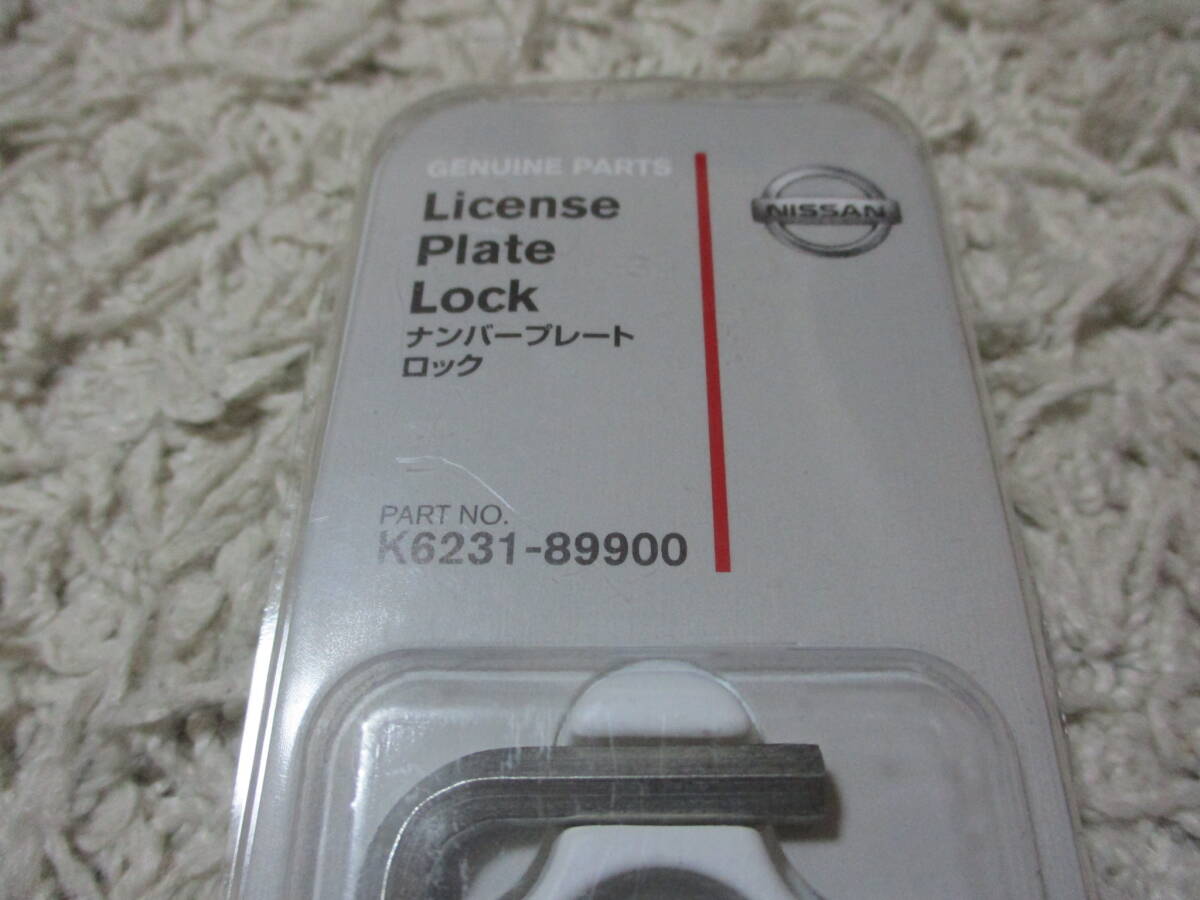 GENUINE PARTS
License
Plate
Lock
ナンバープレート
ロック
NISSAN
PART NO.
K6231-89900